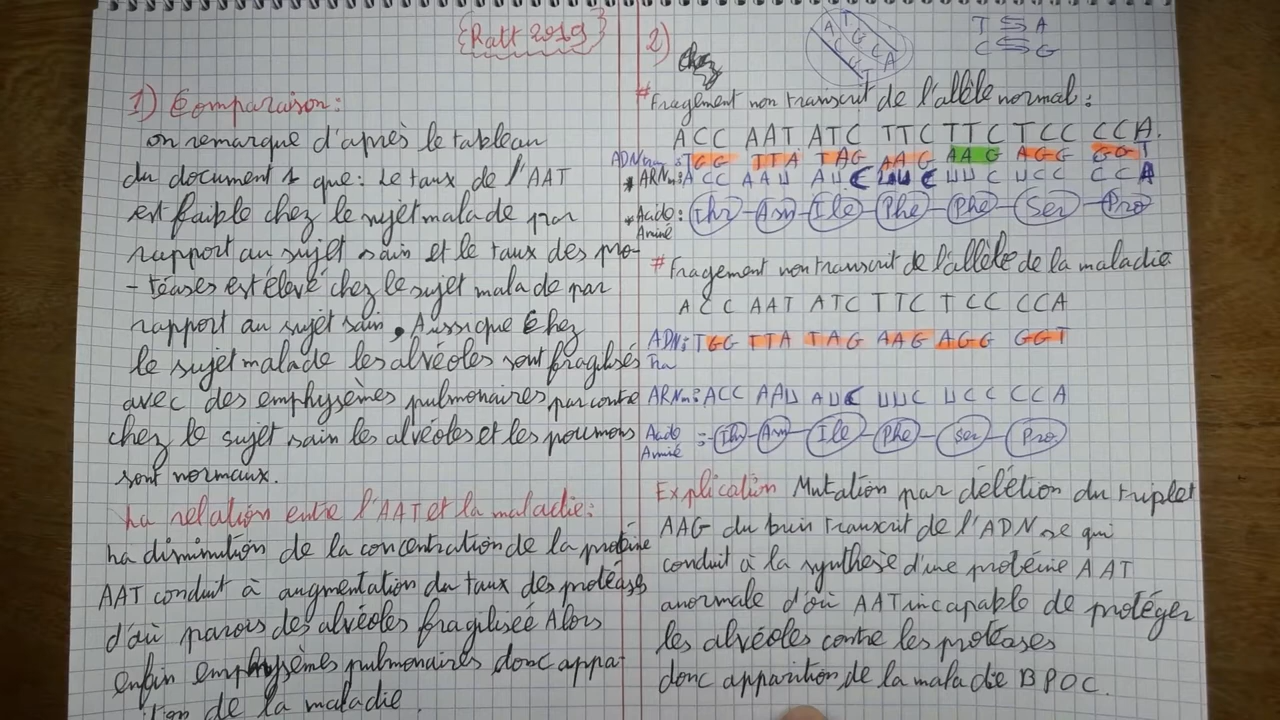 Ratt 2019
1) Comparaison:
on remarque d'après le tableau
du document 1 que: le taux de l'AAT
est faible chez le sujet malade par
rapport au sujet sain et le taux des pro-
-téases est élevé chez le sujet malade par
rapport au sujet sain, Aussi que chez
le sujet malade les alvéoles sont fragilisés
avec des emphysèmes pulmonaires par contre
chez le sujet sain les alvéoles et les poumons
sont normaux.
La relation entre l'AAT et la maladie:
La diminution de la concentration de la protéine
AAT conduit à augmentation du taux des protéases
d'où parois des alvéoles fragilisée Alors
enfin emphysèmes pulmonaires donc appa-
ition de la maladie.
2)
T ⇆ A
C ⇆ G
# Fragement non transcrit de l'allèle normal:
ACC AAT ATC TTC TTC TCC CCA.
TGG TTA TAG AAG AAG AGG GGT
* ARNm: ACC AAU AUC UUC UUC UCC CCA
* Acide Aminé: Thr - Asn - Ile - Phe - Phe - Ser - Pro
# Fragement non transcrit de l'allèle de la maladie
ACC AAT ATC TTC TCC CCA
ADN: TGG TTA TAG AAG AGG GGT
Tra
ARNm: ACC AAU AUC UUC UCC CCA
Acide Aminé: - Thr - Asn - Ile - Phe - Ser - Pro
Explication Mutation par délétion du triplet
AAG du brin transcrit de l'ADN se qui
conduit à la synthese d'une protéine AAT
anormale d'où AAT incapable de protéger
les alvéoles contre les protéases
donc apparition de la maladie BPOC.